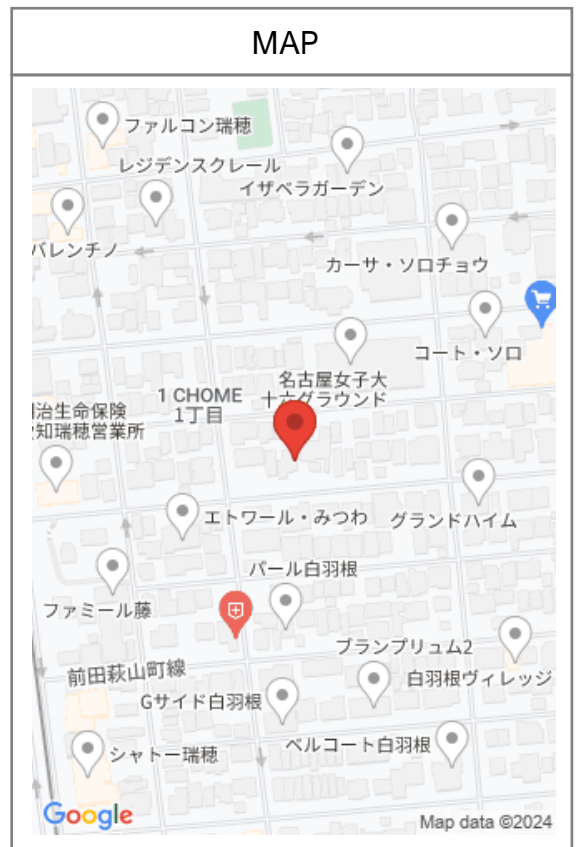 MAP
ファルコン瑞穂
レジデンスクレール
イザベラガーデン
バレンチノ
カーサ・ソロチョウ
コート・ソロ
名古屋女子大
十六グラウンド
1 CHOME
1丁目
治生命保険
知瑞穂営業所
エトワール・みつわ
グランドハイム
パール白羽根
ファミール藤
ブランプリュム2
前田萩山町線
白羽根ヴィレッジ
Gサイド白羽根
シャトー瑞穂
ベルコート白羽根
Google
Map data ©2024